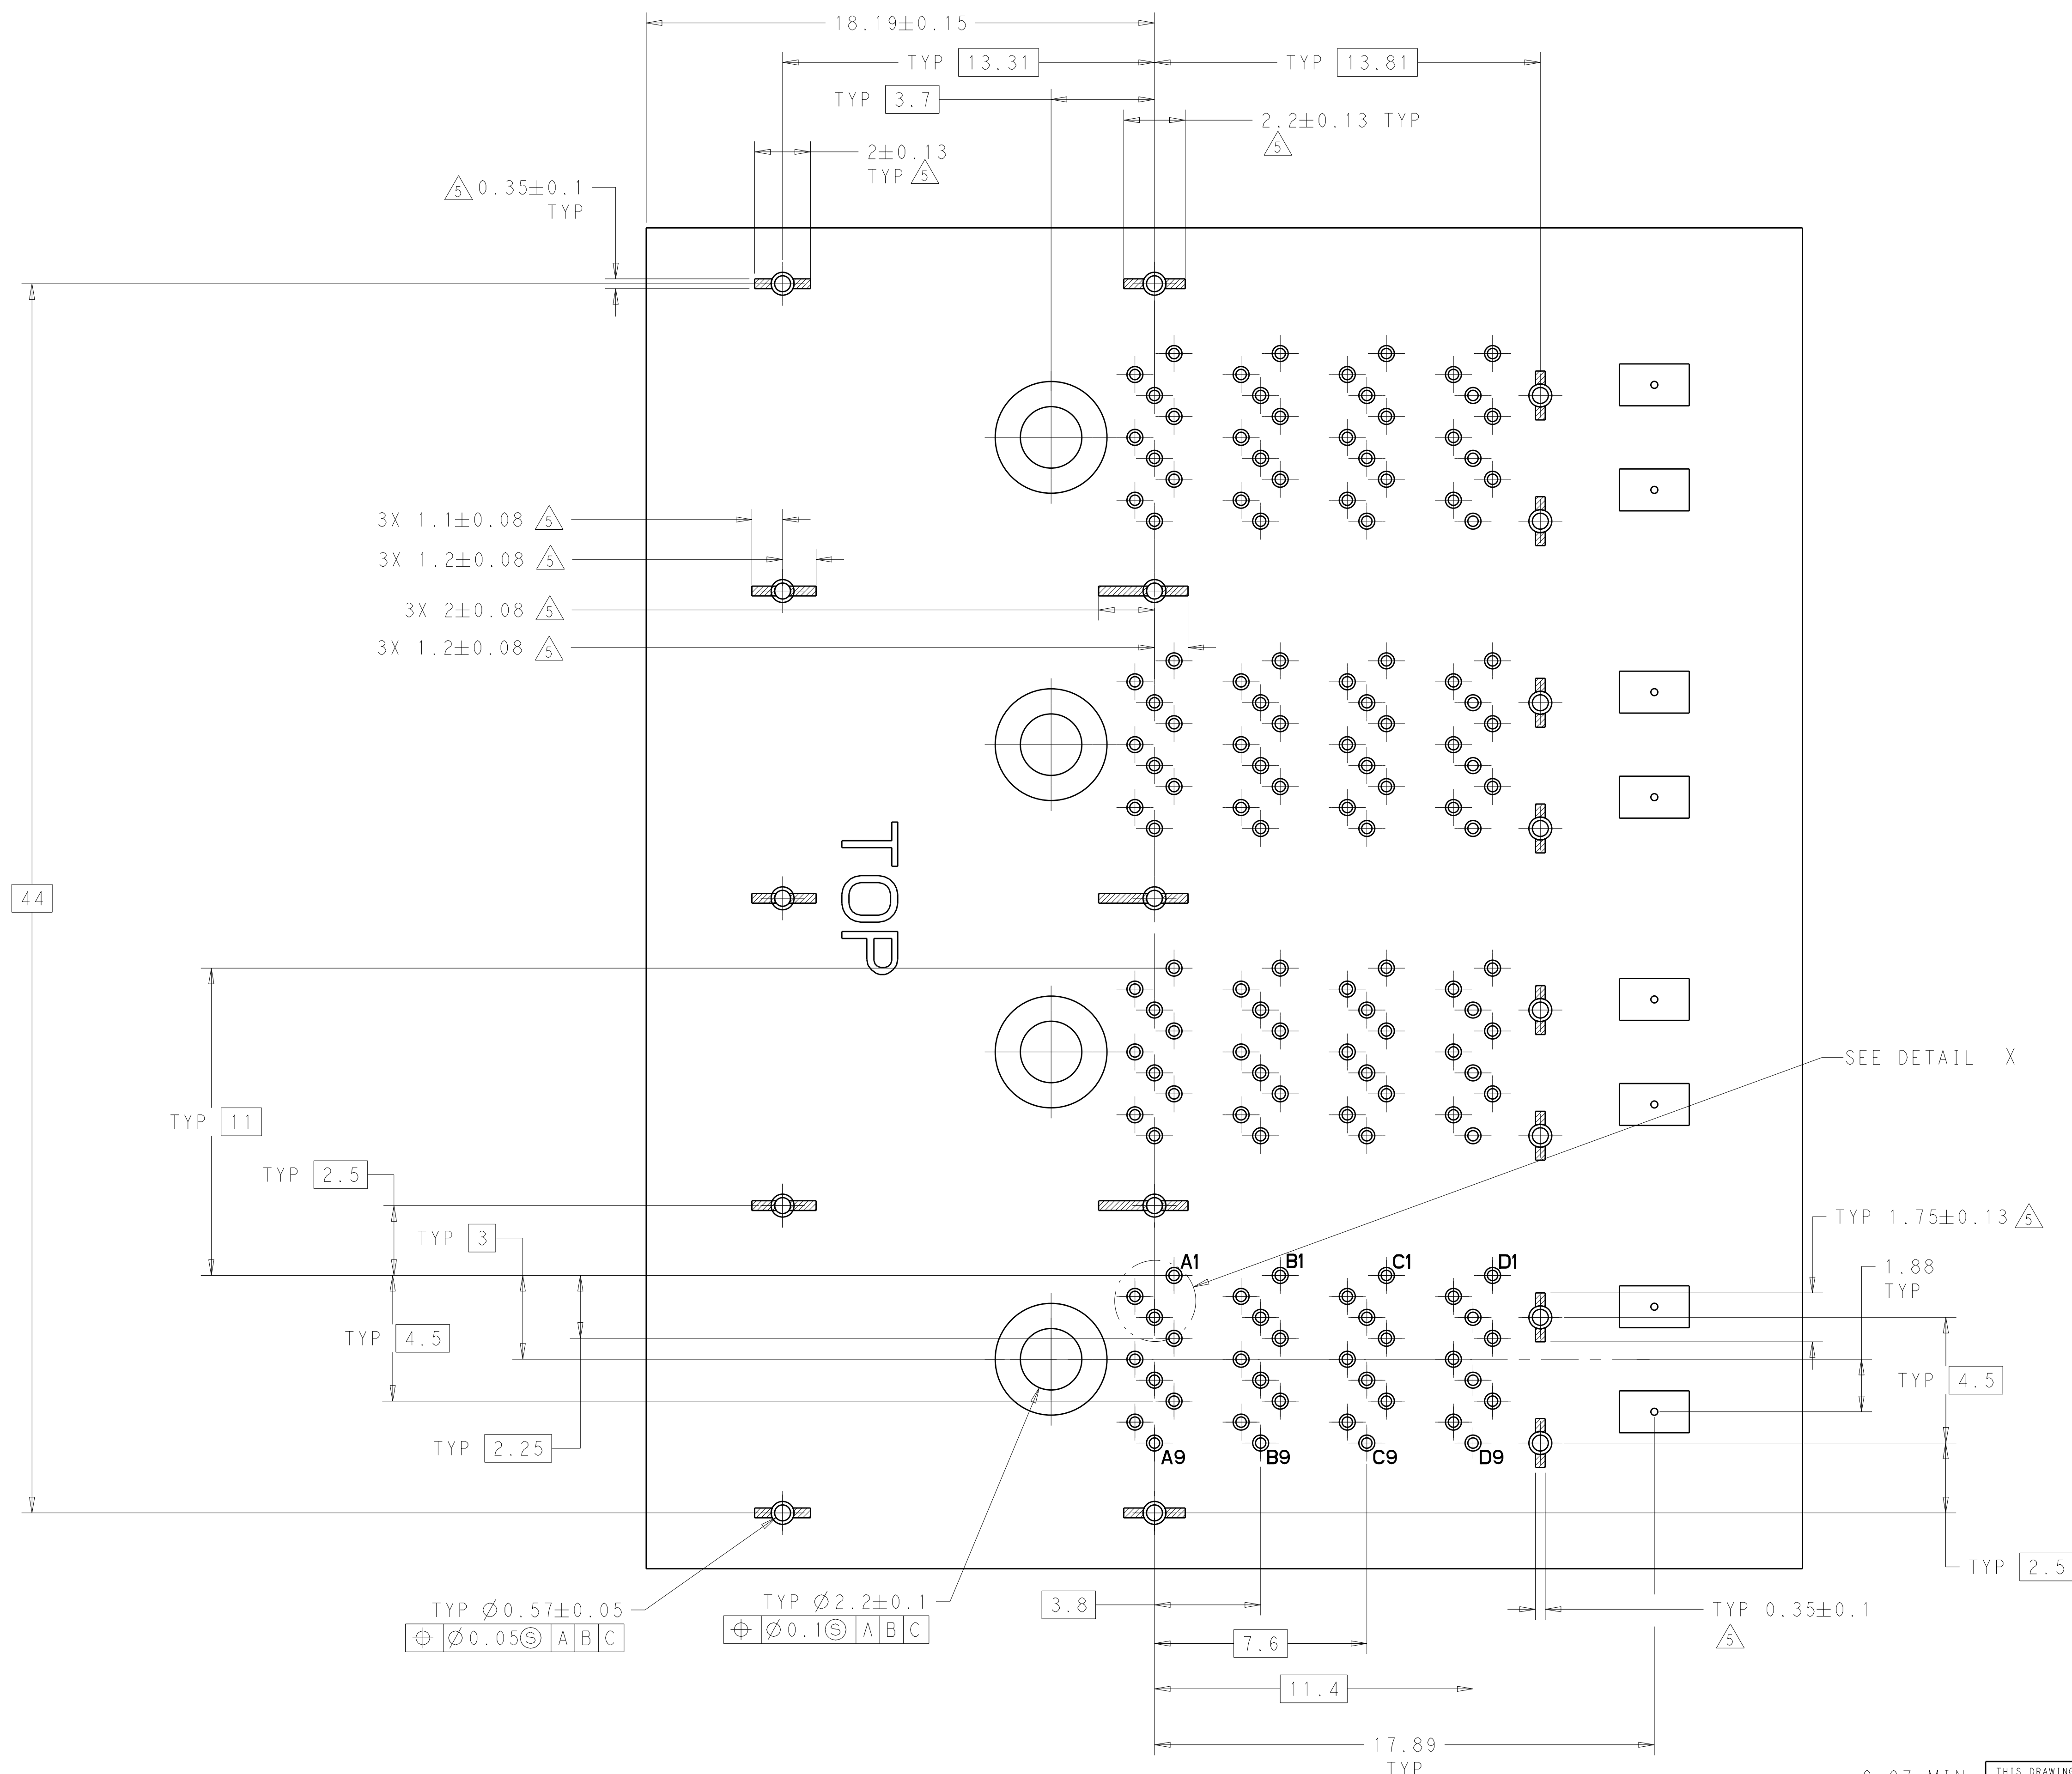 18.19±0.15
TYP 13.31
TYP 13.81
TYP 3.7
2.2±0.13 TYP
5
2±0.13
TYP 5
5 0.35±0.1
TYP
3X 1.1±0.08 5
3X 1.2±0.08 5
3X 2±0.08 5
3X 1.2±0.08 5
TOP
44
SEE DETAIL X
TYP 11
TYP 2.5
TYP 3
TYP 1.75±0.13 5
A1 B1 C1 D1
1.88
TYP
TYP 4.5
TYP 4.5
TYP 2.25
A9 B9 C9 D9
TYP 2.5
TYP Ø0.57±0.05
⌖ Ø0.05Ⓢ A B C
TYP Ø2.2±0.1
⌖ Ø0.1Ⓢ A B C
3.8
TYP 0.35±0.1
5
7.6
11.4
17.89
TYP
THIS DRAWING